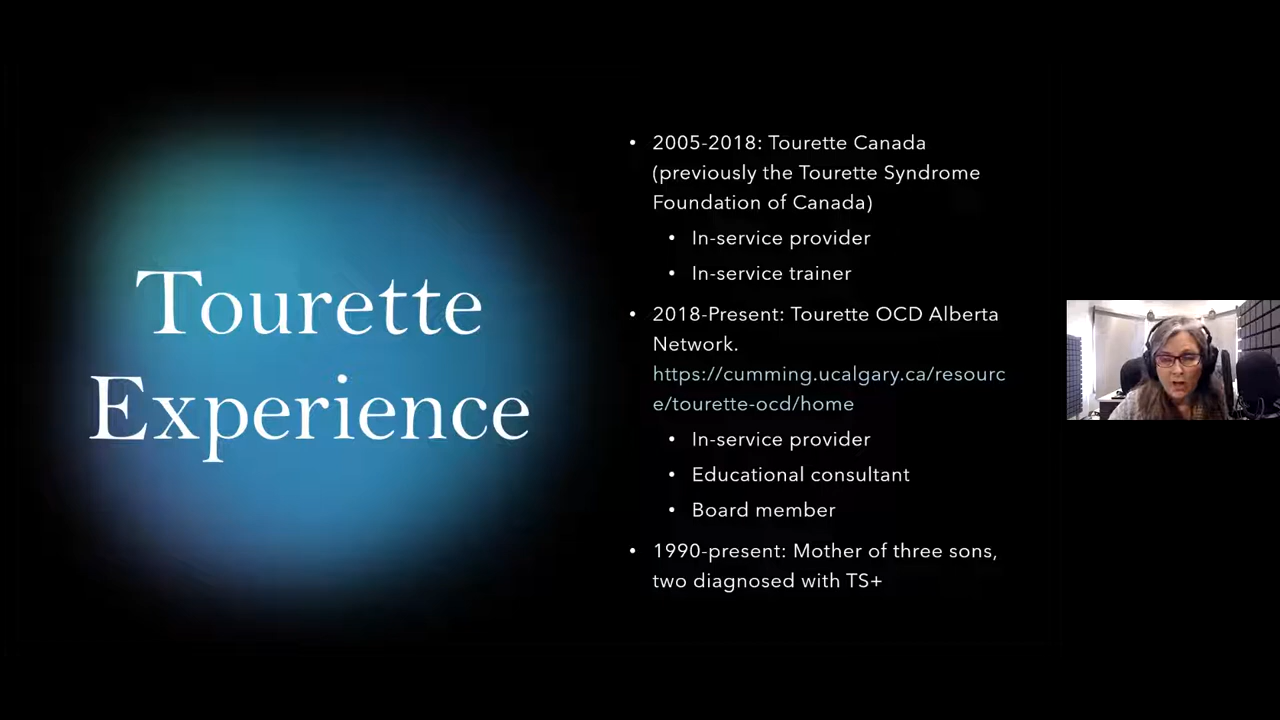 Tourette
Experience
• 2005-2018: Tourette Canada
(previously the Tourette Syndrome
Foundation of Canada)
• In-service provider
• In-service trainer
• 2018-Present: Tourette OCD Alberta
Network.
https://cumming.ucalgary.ca/resourc
e/tourette-ocd/home
• In-service provider
• Educational consultant
• Board member
• 1990-present: Mother of three sons,
two diagnosed with TS+